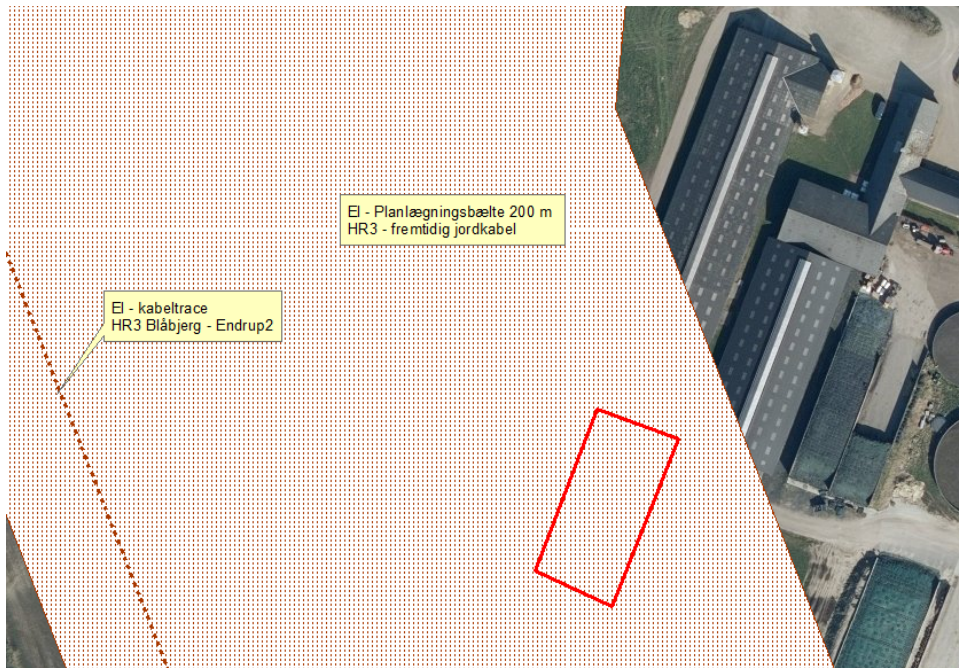 El - Planlægningsbælte 200 m
HR3 - fremtidig jordkabel
El - kabeltrace
HR3 Blåbjerg - Endrup2